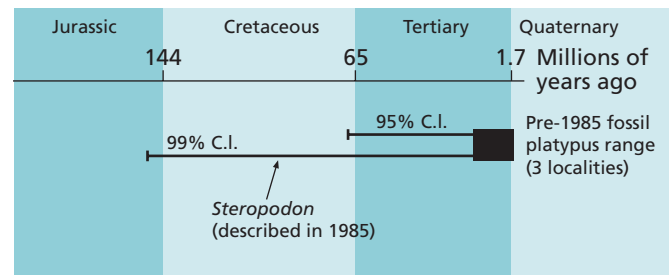 Jurassic
Cretaceous
Tertiary
Quaternary
144
65
1.7
Millions of
years ago
95% C.l.
99% C.l.
Pre-1985 fossil
platypus range
(3 localities)
Steropodon
(described in 1985)